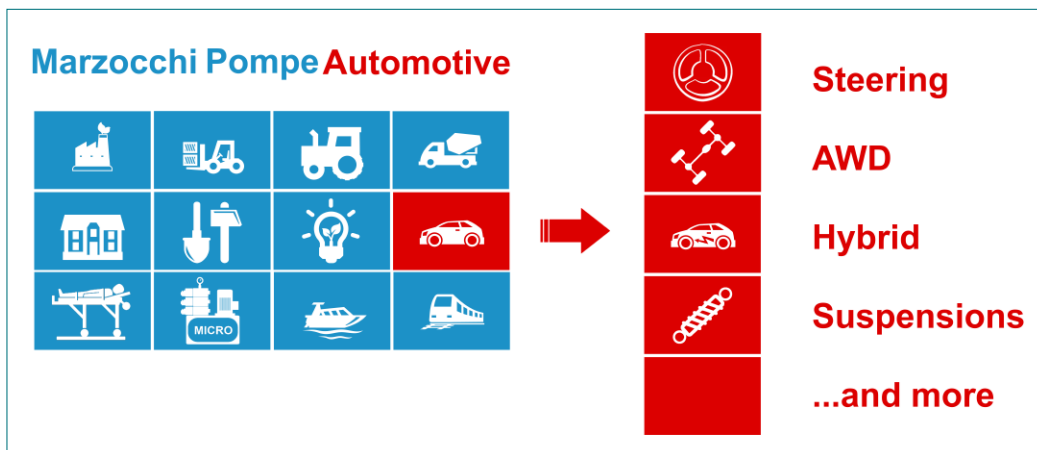 Marzocchi Pompe Automotive
MICRO
Steering
AWD
Hybrid
Suspensions
...and more